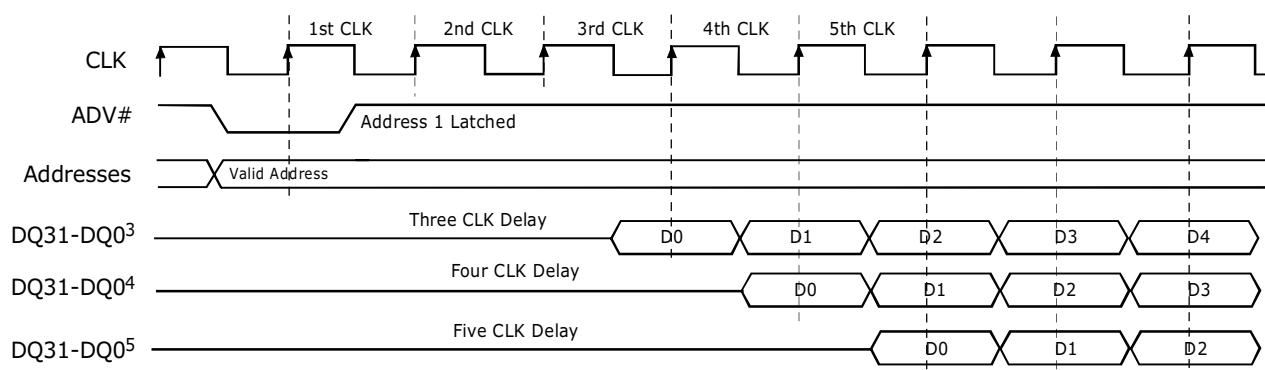 1st CLK 2nd CLK 3rd CLK 4th CLK 5th CLK
CLK
ADV# Address 1 Latched
Addresses Valid Address
Three CLK Delay
DQ31-DQ0³ D0 D1 D2 D3 D4
Four CLK Delay
DQ31-DQ0⁴ D0 D1 D2 D3
Five CLK Delay
DQ31-DQ0⁵ D0 D1 D2